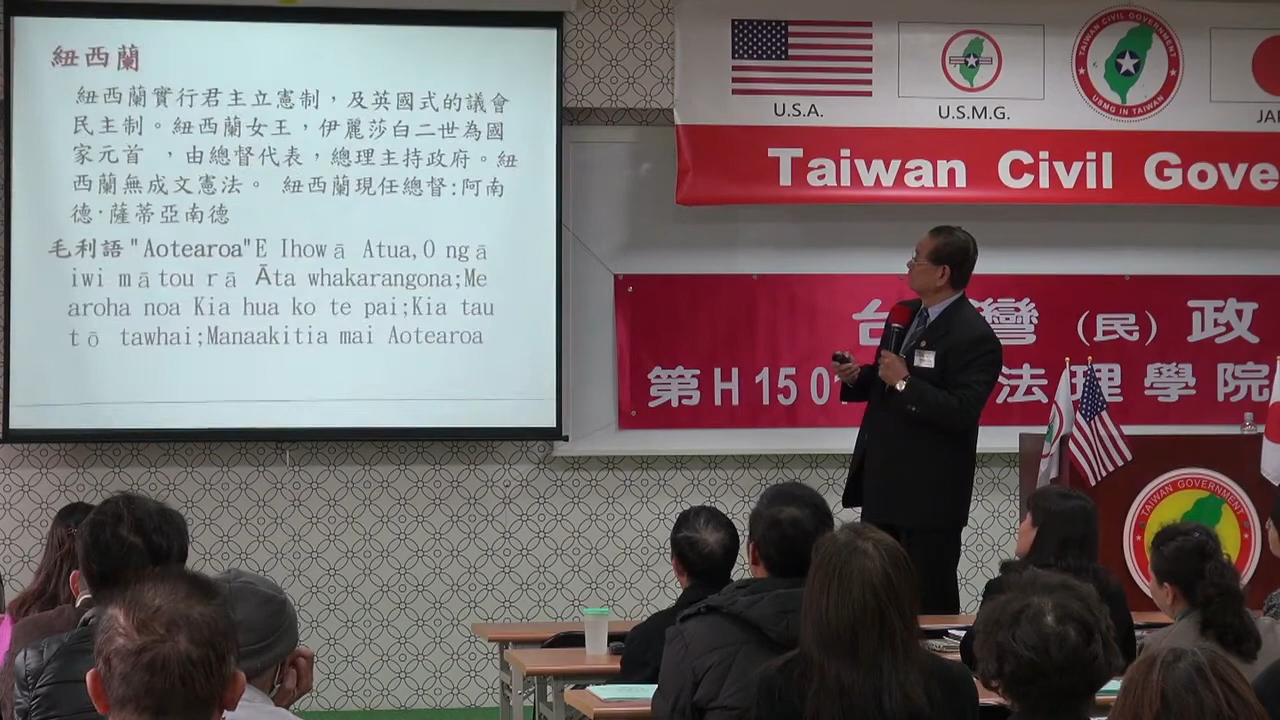 紐西蘭
紐西蘭實行君主立憲制，及英國式的議會
民主制。紐西蘭女王，伊麗莎白二世為國
家元首 ，由總督代表，總理主持政府。紐
西蘭無成文憲法。 紐西蘭現任總督:阿南
德·薩蒂亞南德
毛利語"Aotearoa"E Ihowā Atua,O ngā
iwi mātou rā Āta whakarangona;Me
aroha noa Kia hua ko te pai;Kia tau
tō tawhai;Manaakitia mai Aotearoa
U.S.A.
U.S.M.G.
TAIWAN CIVIL GOVERNMENT
USMG IN TAIWAN
Taiwan Civil
台 灣 (民) 政
第H 15 法理學院
TAIWAN GOVERNMENT